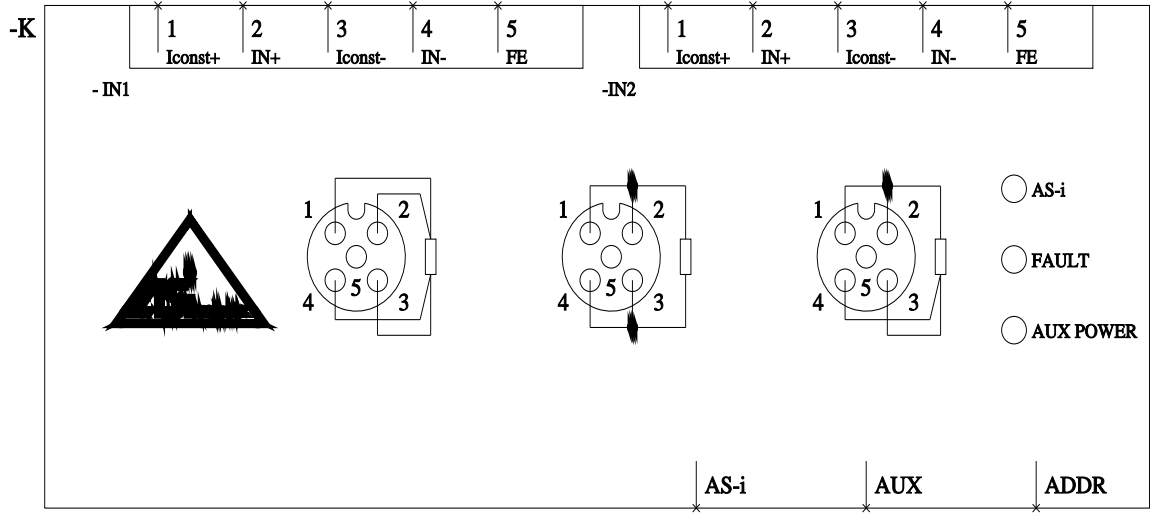 -K
1 2 3 4 5 1 2 3 4 5
Iconst+ IN+ Iconst- IN- FE Iconst+ IN+ Iconst- IN- FE
- IN1 -IN2
1 2 1 2 1 2
AS-i
5 5 5
FAULT
4 3 4 3 4 3
AUX POWER
AS-i AUX ADDR